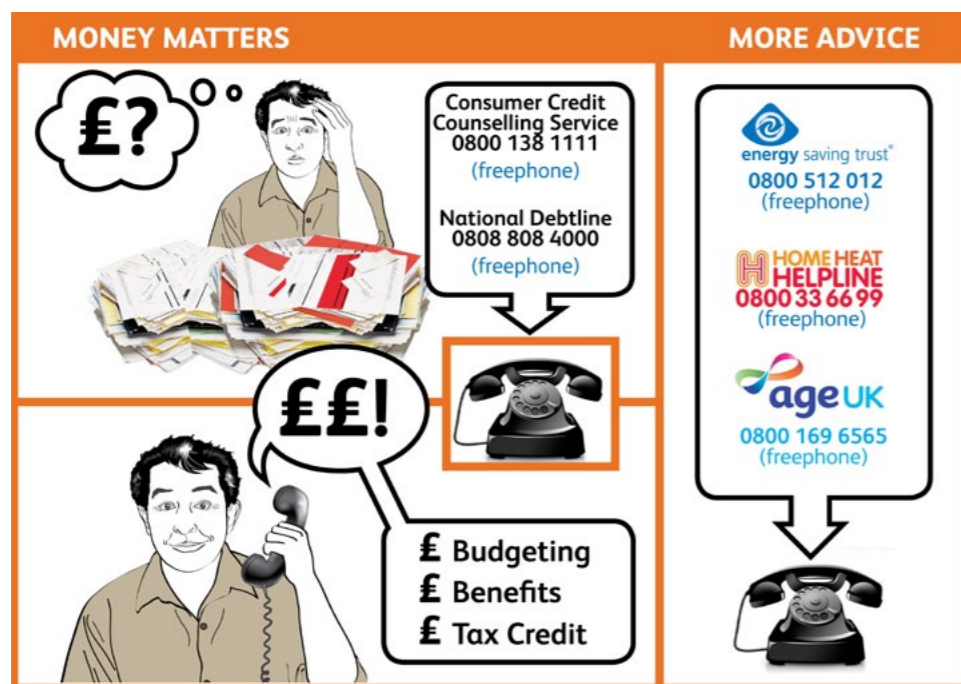 MONEY MATTERS
£?
Consumer Credit
Counselling Service
0800 138 1111
(freephone)
National Debtline
0808 808 4000
(freephone)
££!
£ Budgeting
£ Benefits
£ Tax Credit
MORE ADVICE
energy saving trust®
0800 512 012
(freephone)
HOME HEAT
HELPLINE
0800 33 66 99
(freephone)
age UK
0800 169 6565
(freephone)